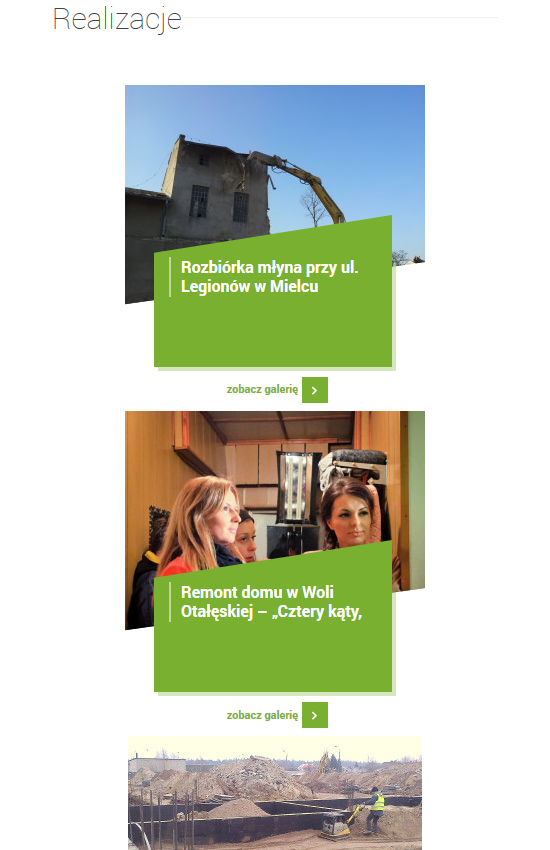 Realizacje
Rozbiórka młyna przy ul.
Legionów w Mielcu
zobacz galerię
Remont domu w Woli
Otałęskiej – „Cztery kąty,
zobacz galerię